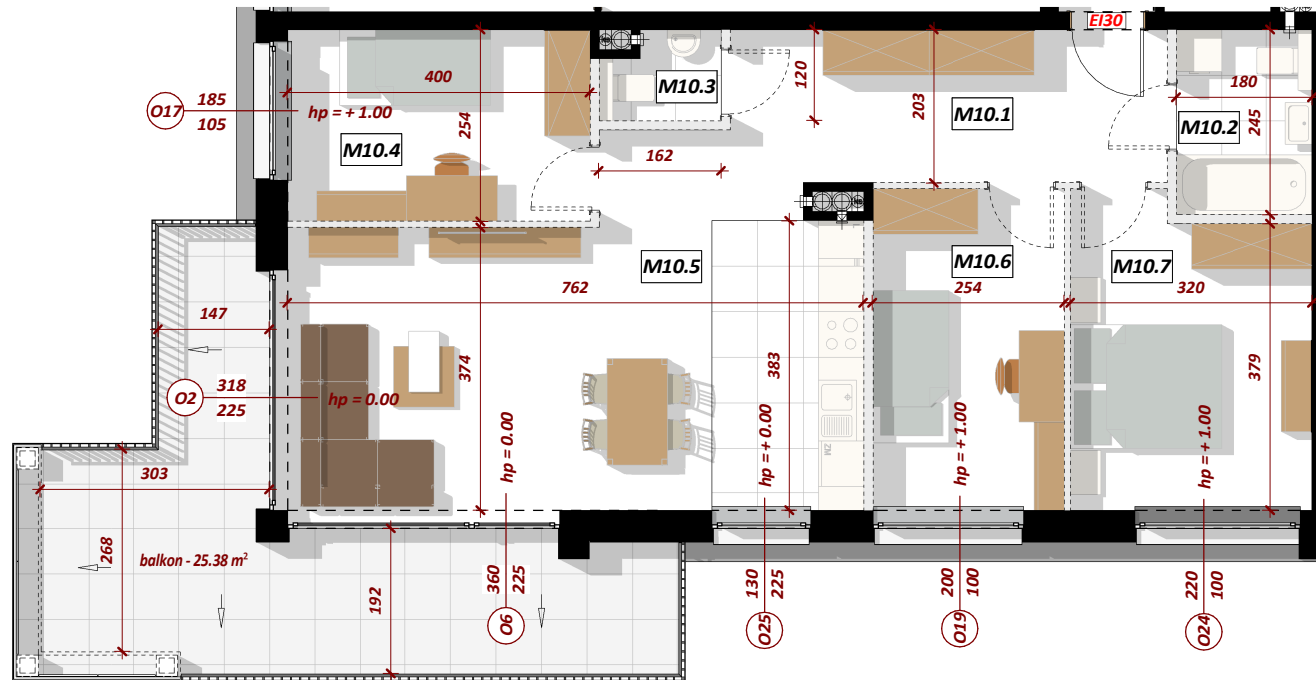 EI30
400
254
M10.3
120
203
M10.1
180
245
M10.2
O17
185
105
hp = + 1.00
M10.4
162
M10.5
M10.6
M10.7
762
254
320
147
374
383
379
O2
318
225
hp = 0.00
hp = 0.00
hp = + 0.00
hp = + 1.00
hp = + 1.00
ZM
303
268
balkon - 25.38 m²
192
360
225
O6
130
225
O25
200
100
O19
220
100
O24